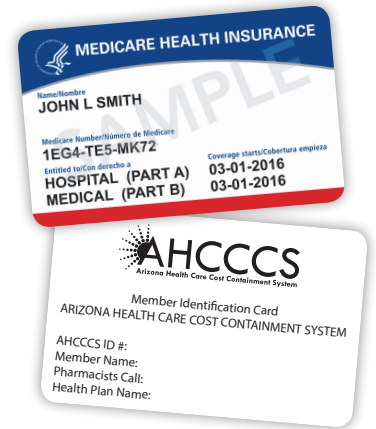 MEDICARE HEALTH INSURANCE
SAMPLE
Name/Nombre
JOHN L SMITH
Medicare Number/Número de Medicare
1EG4-TE5-MK72
Entitled to/Con derecho a
HOSPITAL (PART A)
MEDICAL (PART B)
Coverage starts/Cobertura empieza
03-01-2016
03-01-2016
AHCCCS
Arizona Health Care Cost Containment System
Member Identification Card
ARIZONA HEALTH CARE COST CONTAINMENT SYSTEM
AHCCCS ID #:
Member Name:
Pharmacists Call:
Health Plan Name: